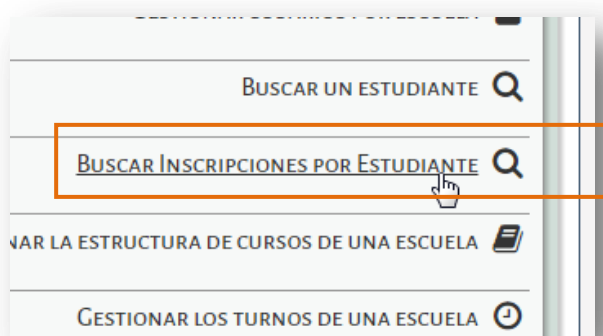 BUSCAR UN ESTUDIANTE
BUSCAR INSCRIPCIONES POR ESTUDIANTE
LA ESTRUCTURA DE CURSOS DE UNA ESCUELA
GESTIONAR LOS TURNOS DE UNA ESCUELA